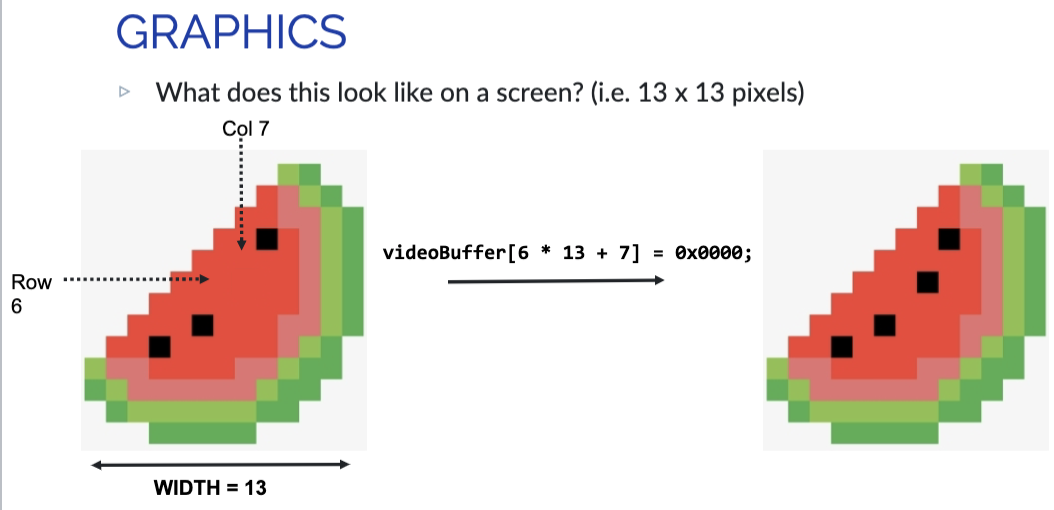 GRAPHICS
What does this look like on a screen? (i.e. 13 x 13 pixels)
Col 7
videoBuffer[6 * 13 + 7] = 0x0000;
Row
6
WIDTH = 13